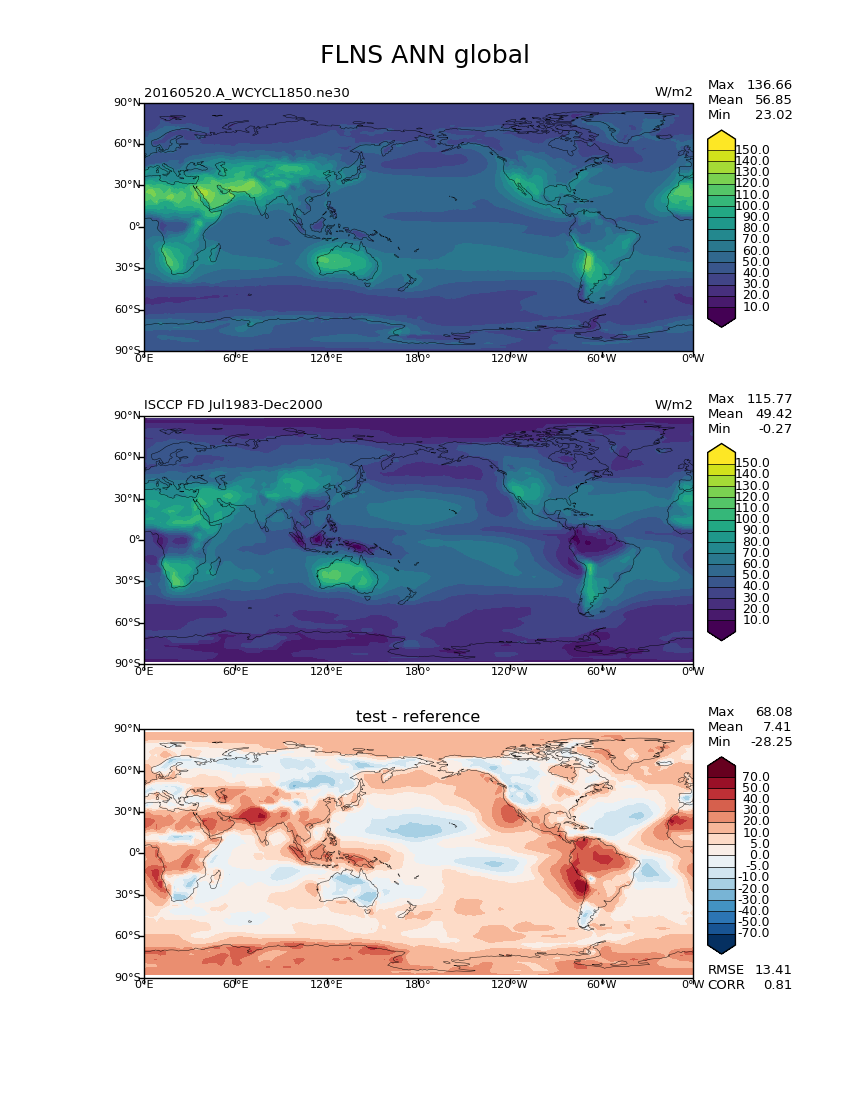 FLNS ANN global
20160520.A_WCYCL1850.ne30 W/m2
Max 136.66
Mean 56.85
Min 23.02
90°N
60°N
30°N
0°
30°S
60°S
90°S
0°E 60°E 120°E 180° 120°W 60°W 0°W
150.0
140.0
130.0
120.0
110.0
100.0
90.0
80.0
70.0
60.0
50.0
40.0
30.0
20.0
10.0
ISCCP FD Jul1983-Dec2000 W/m2
Max 115.77
Mean 49.42
Min -0.27
90°N
60°N
30°N
0°
30°S
60°S
90°S
0°E 60°E 120°E 180° 120°W 60°W 0°W
150.0
140.0
130.0
120.0
110.0
100.0
90.0
80.0
70.0
60.0
50.0
40.0
30.0
20.0
10.0
test - reference
Max 68.08
Mean 7.41
Min -28.25
90°N
60°N
30°N
0°
30°S
60°S
90°S
0°E 60°E 120°E 180° 120°W 60°W 0°W
70.0
50.0
40.0
30.0
20.0
10.0
5.0
0.0
-5.0
-10.0
-20.0
-30.0
-40.0
-50.0
-70.0
RMSE 13.41
CORR 0.81